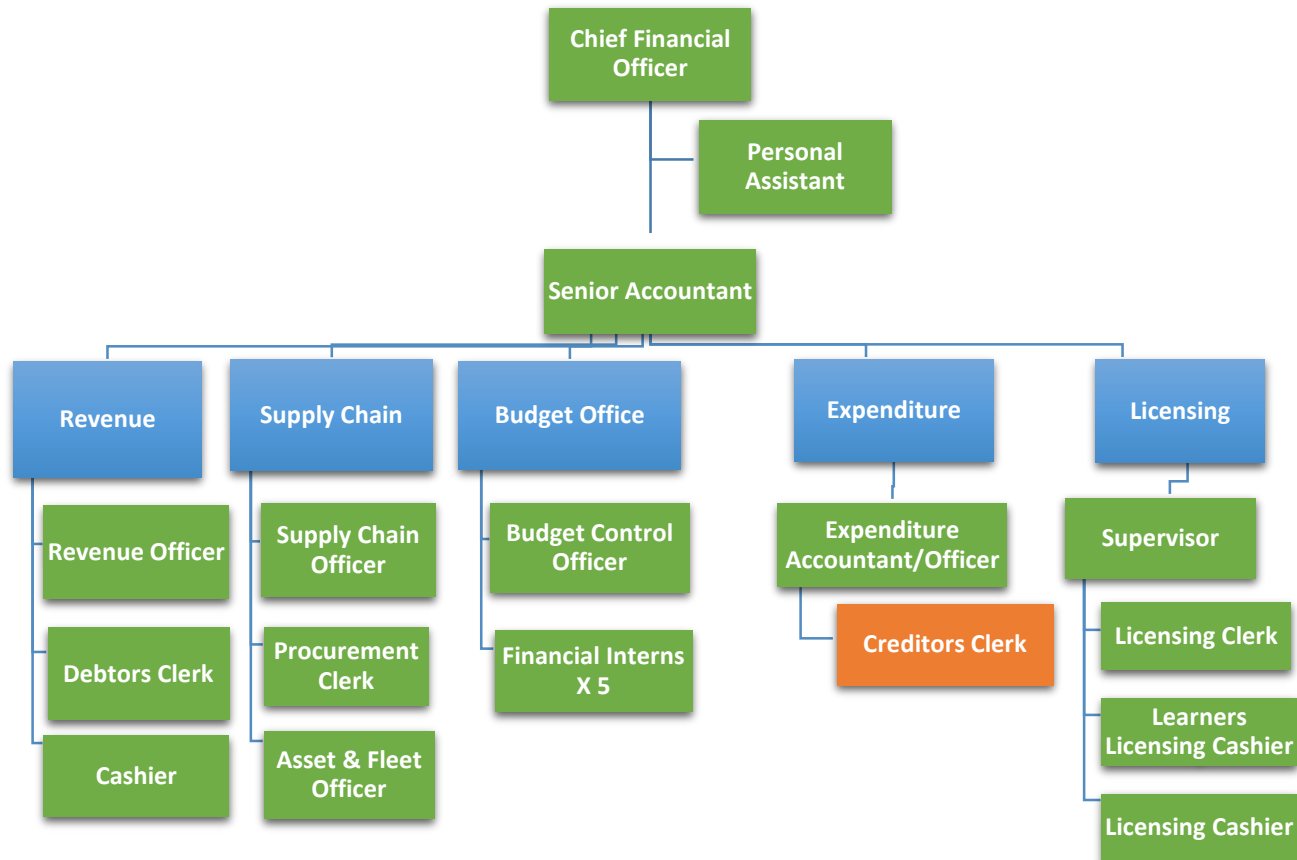 Chief Financial
Officer
Personal
Assistant
Senior Accountant
Revenue
Supply Chain
Budget Office
Expenditure
Licensing
Revenue Officer
Debtors Clerk
Cashier
Supply Chain
Officer
Procurement
Clerk
Asset & Fleet
Officer
Budget Control
Officer
Financial Interns
X 5
Expenditure
Accountant/Officer
Creditors Clerk
Supervisor
Licensing Clerk
Learners
Licensing Cashier
Licensing Cashier